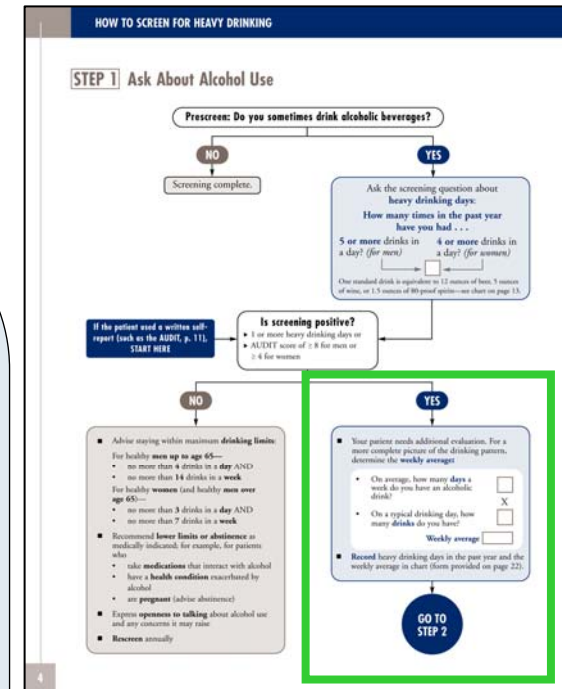 HOW TO SCREEN FOR HEAVY DRINKING
STEP 1 Ask About Alcohol Use
Prescreen: Do you sometimes drink alcoholic beverages?
NO
YES
Screening complete.
Ask the screening question about
heavy drinking days:
How many times in the past year
have you had . . .
5 or more drinks in
a day? (for men)
4 or more drinks in
a day? (for women)
One standard drink is equivalent to 12 ounces of beer, 5 ounces
of wine, or 1.5 ounces of 80-proof spirits—see chart on page 13.
If the patient used a written self-
report (such as the AUDIT, p. 11),
START HERE
Is screening positive?
▸ 1 or more heavy drinking days or
▸ AUDIT score of ≥ 8 for men or
≥ 4 for women
NO
YES
■ Advise staying within maximum drinking limits:
For healthy men up to age 65—
• no more than 4 drinks in a day AND
• no more than 14 drinks in a week
For healthy women (and healthy men over
age 65)—
• no more than 3 drinks in a day AND
• no more than 7 drinks in a week
■ Recommend lower limits or abstinence as
medically indicated; for example, for patients
who
• take medications that interact with alcohol
• have a health condition exacerbated by
alcohol
• are pregnant (advise abstinence)
■ Express openness to talking about alcohol use
and any concerns it may raise
■ Rescreen annually
■ Your patient needs additional evaluation. For a
more complete picture of the drinking pattern,
determine the weekly average:
• On average, how many days a
week do you have an alcoholic
drink?
X
• On a typical drinking day, how
many drinks do you have?
Weekly average
■ Record heavy drinking days in the past year and the
weekly average in chart (form provided on page 22).
GO TO
STEP 2
4